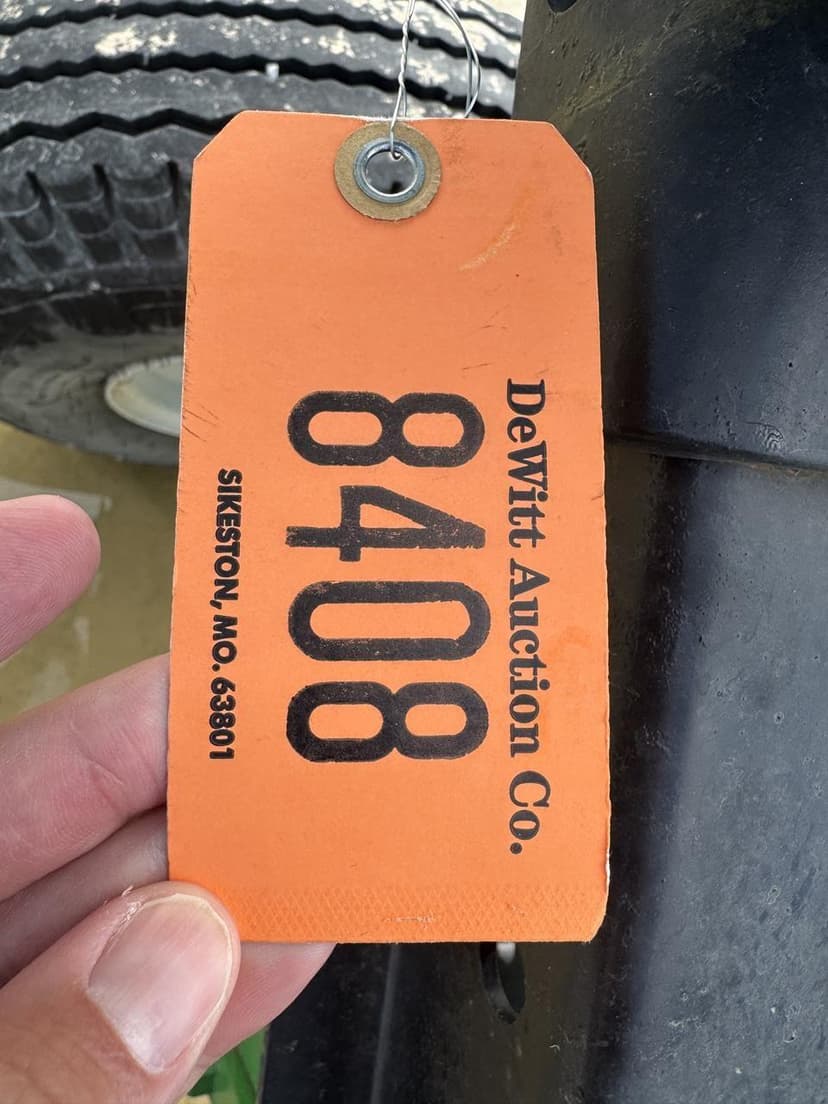 DeWitt Auction Co.
8408
SIKESTON, MO. 63801